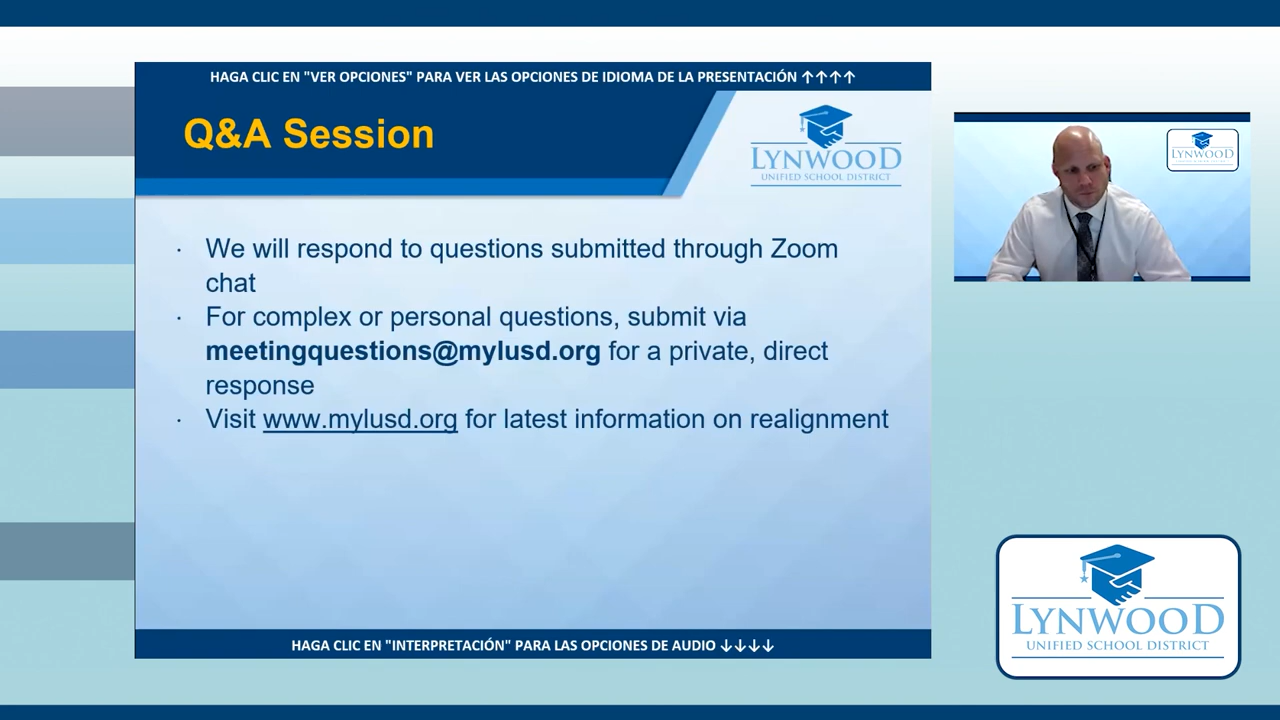 HAGA CLIC EN "VER OPCIONES" PARA VER LAS OPCIONES DE IDIOMA DE LA PRESENTACIÓN ↑↑↑↑
Q&A Session
LYNWOOD
UNIFIED SCHOOL DISTRICT
LYNWOOD
· We will respond to questions submitted through Zoom
chat
· For complex or personal questions, submit via
meetingquestions@mylusd.org for a private, direct
response
· Visit www.mylusd.org for latest information on realignment
HAGA CLIC EN "INTERPRETACIÓN" PARA LAS OPCIONES DE AUDIO ↓↓↓↓
LYNWOOD
UNIFIED SCHOOL DISTRICT